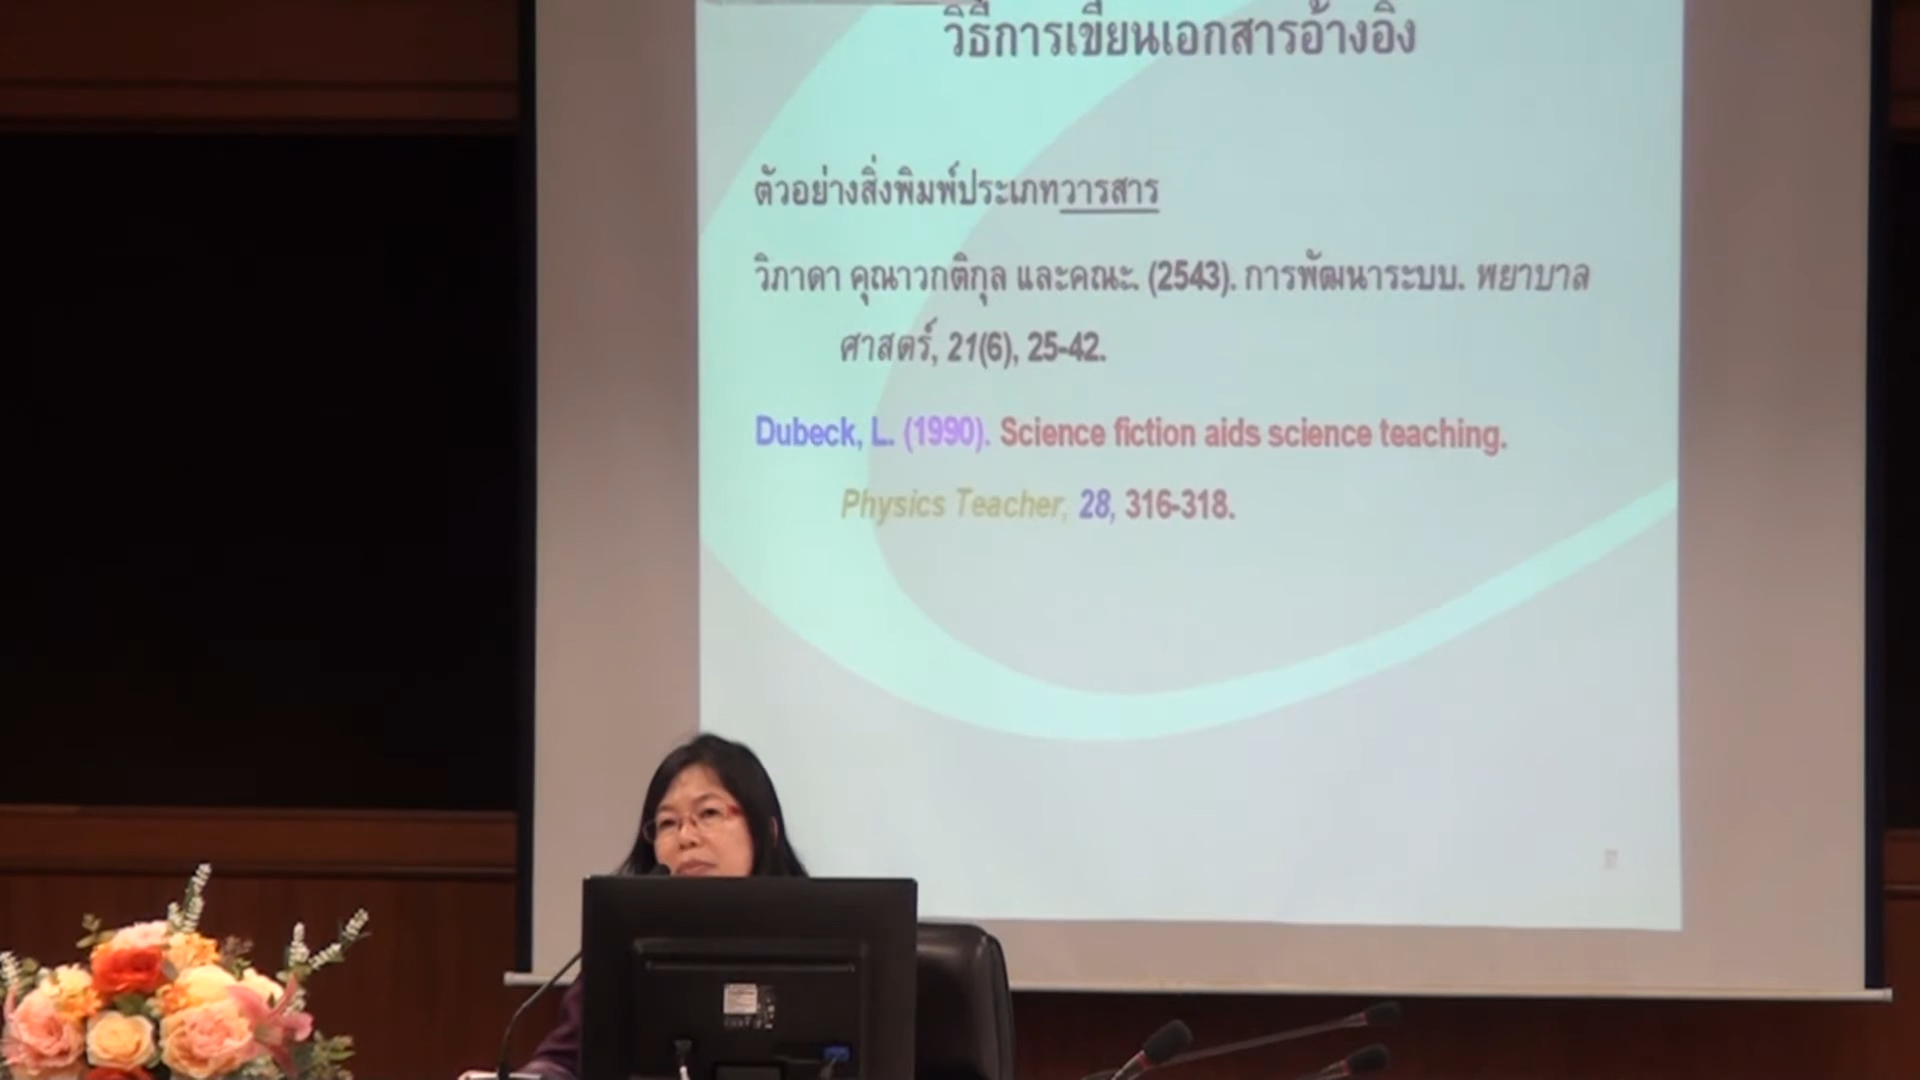 วิธีการเขียนเอกสารอ้างอิง
ตัวอย่างสิ่งพิมพ์ประเภทวารสาร
วิภาดา คุณาวิกติกุล และคณะ. (2543). การพัฒนาระบบ. พยาบาล
ศาสตร์, 21(6), 25-42.
Dubeck, L. (1990). Science fiction aids science teaching.
Physics Teacher, 28, 316-318.